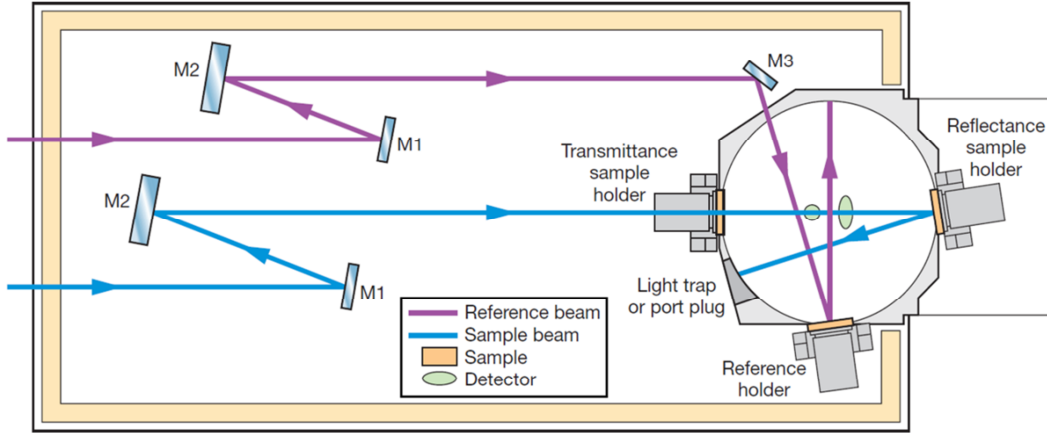 M2
M3
M1
Transmittance
sample
holder
Reflectance
sample
holder
M2
M1
Light trap
or port plug
Reference beam
Sample beam
Sample
Detector
Reference
holder